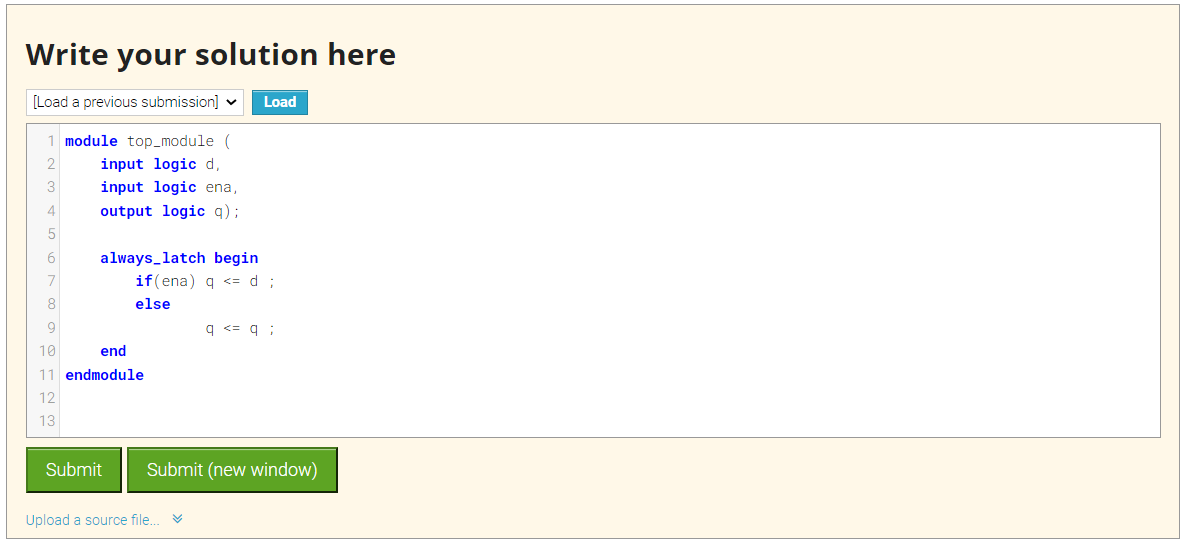 Write your solution here
[Load a previous submission] Load
1 module top_module (
2 input logic d,
3 input logic ena,
4 output logic q);
5
6 always_latch begin
7 if(ena) q <= d ;
8 else
9 q <= q ;
10 end
11 endmodule
12
13
Submit Submit (new window)
Upload a source file...